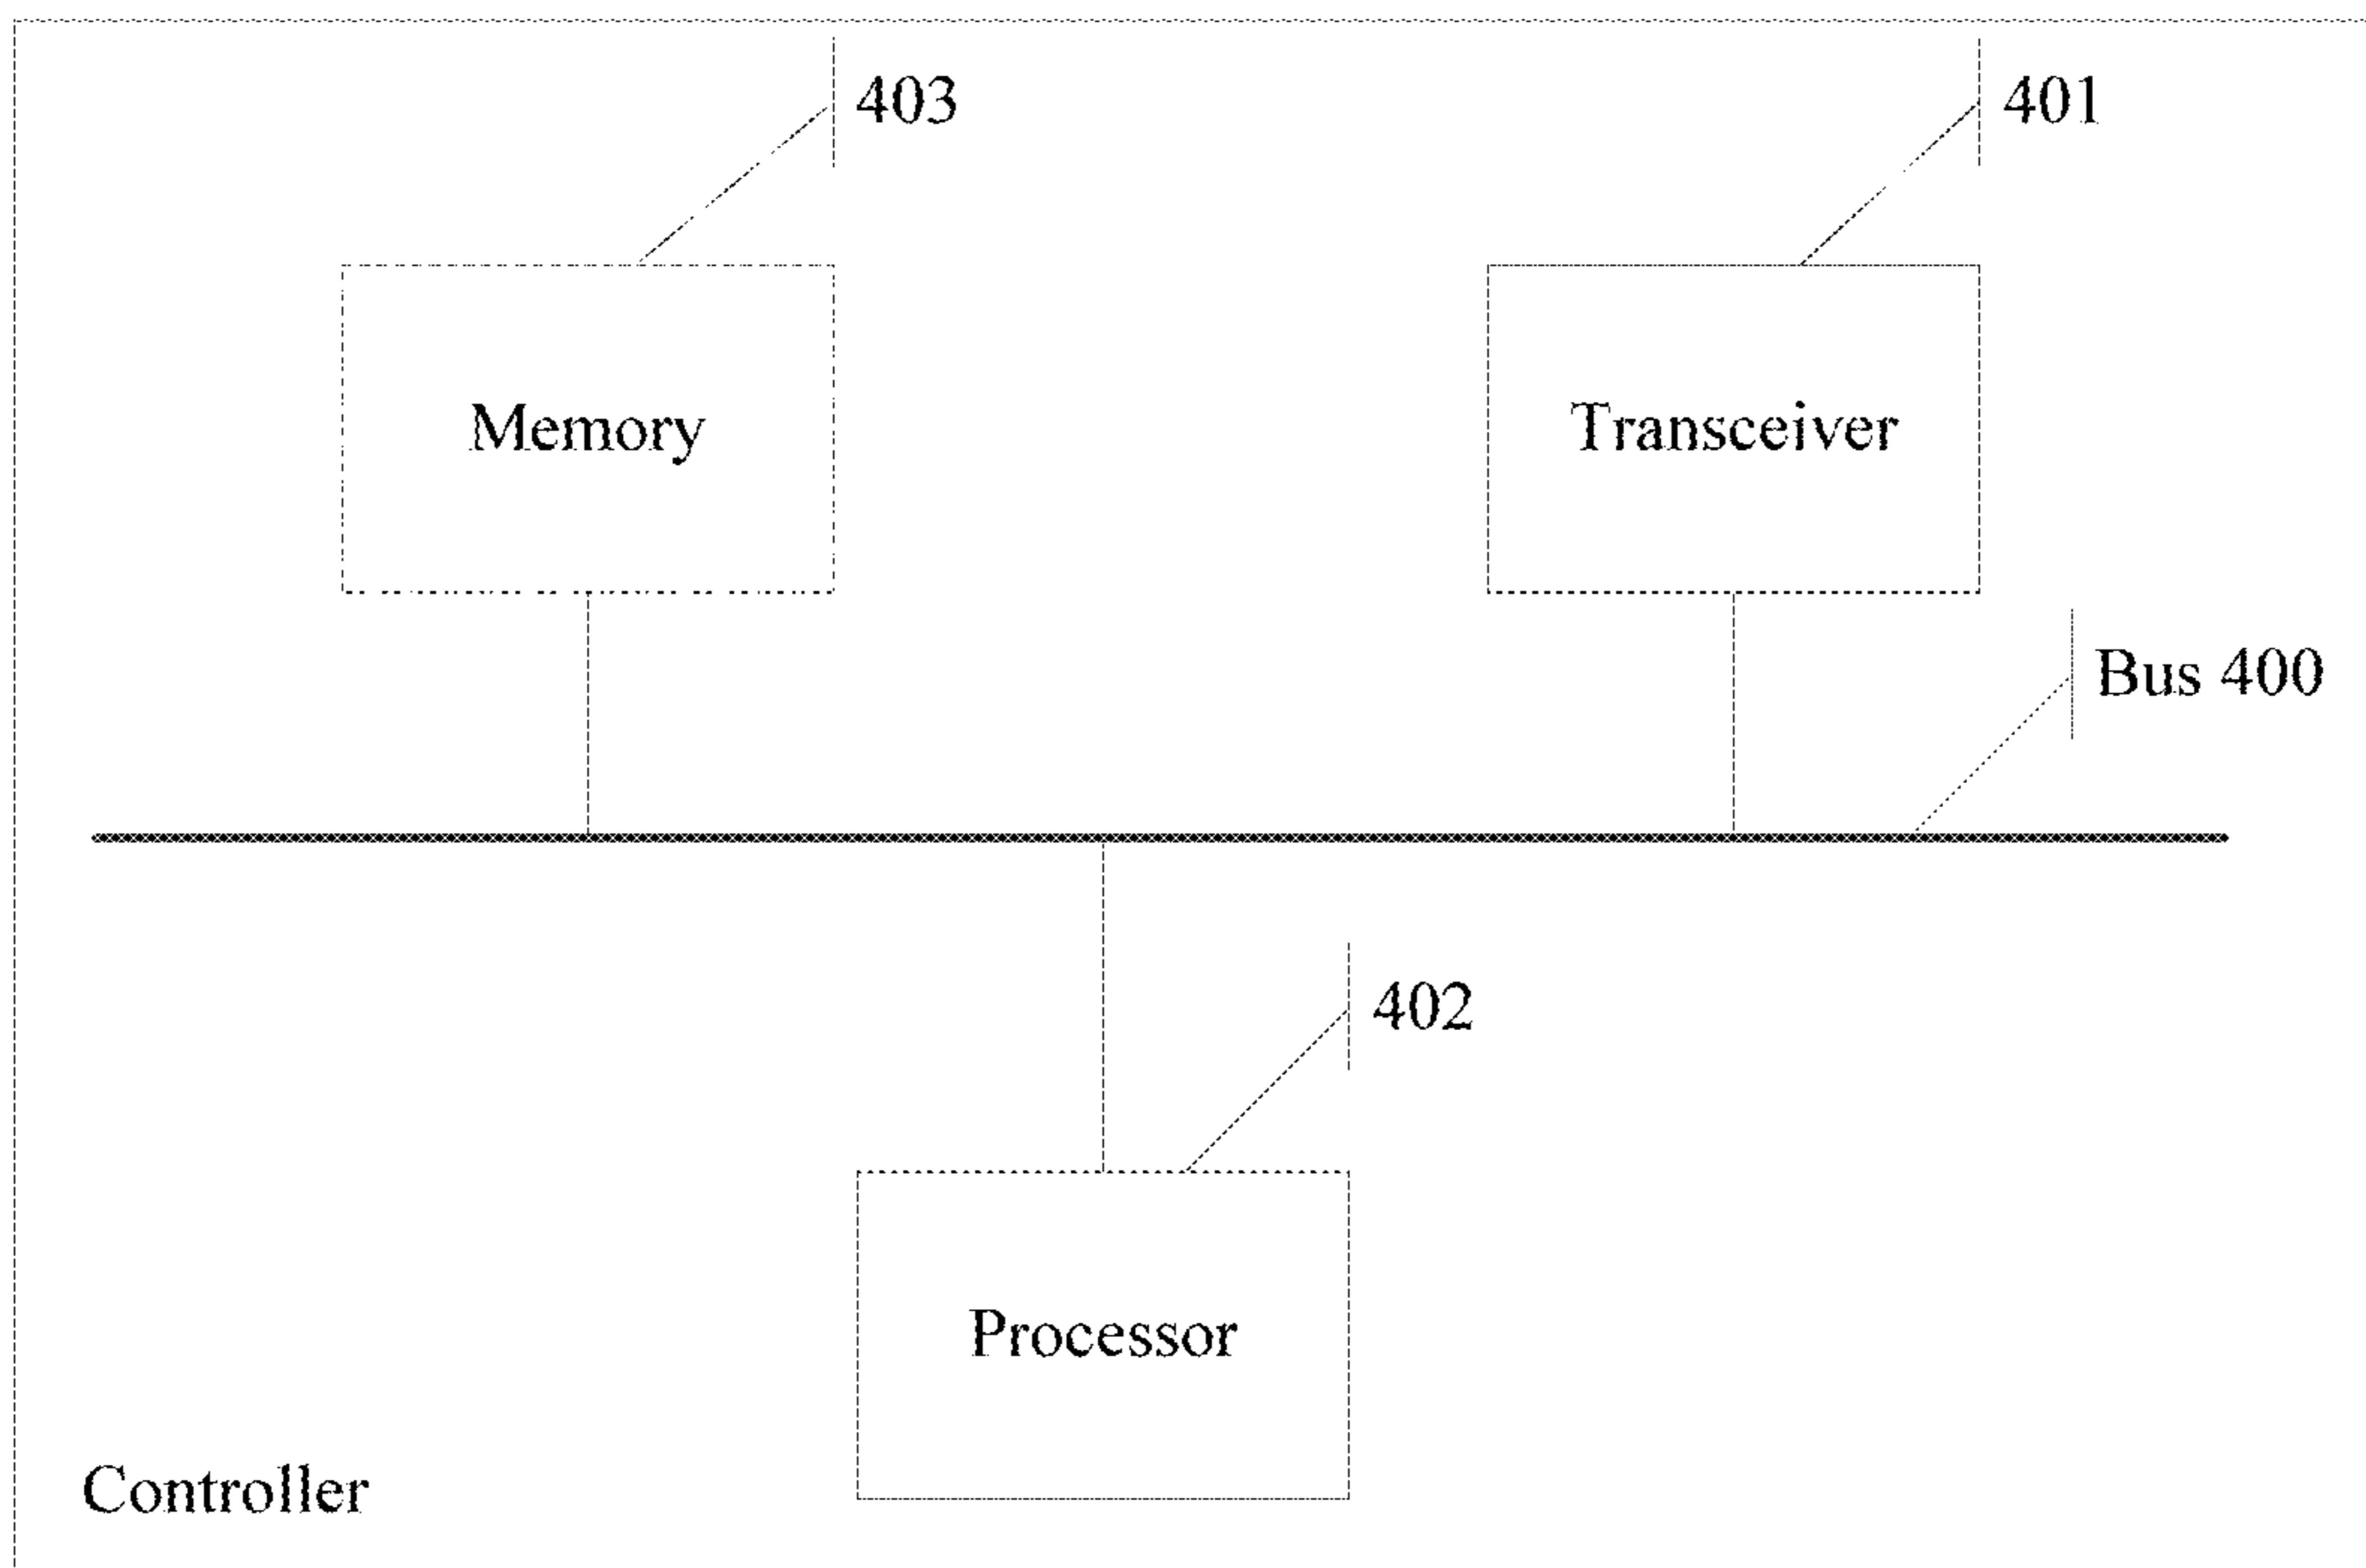 403
401
Memory
Transceiver
Bus 400
402
Processor
Controller